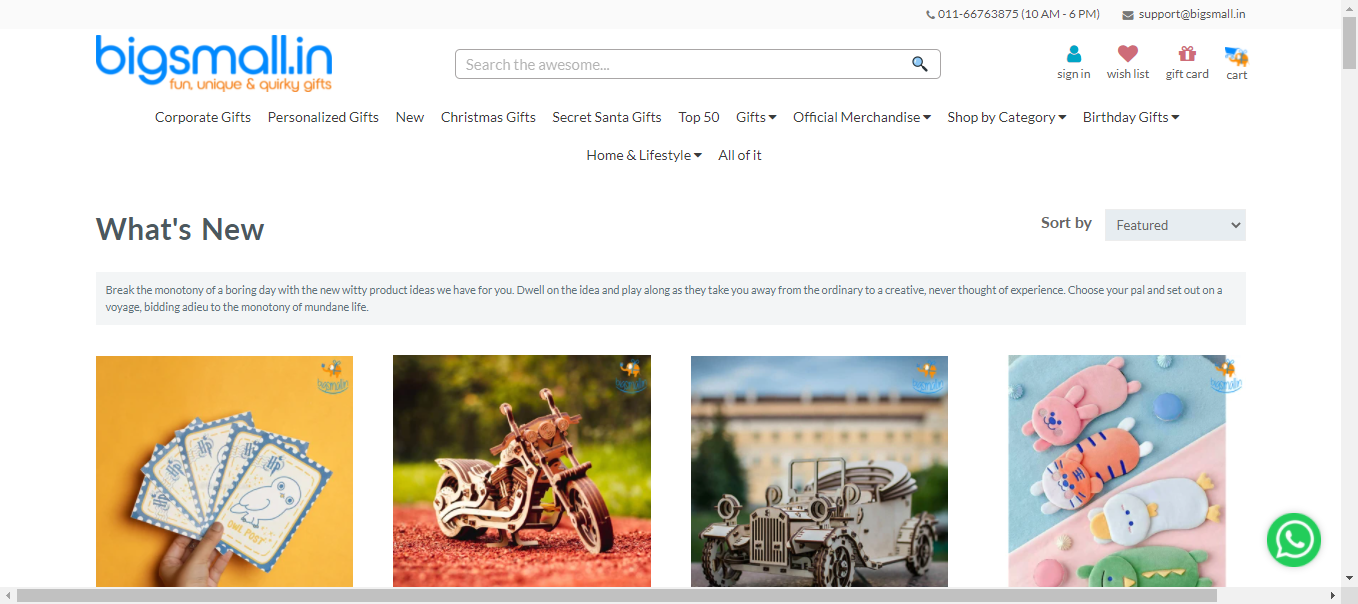 011-66763875 (10 AM - 6 PM) support@bigsmall.in
bigsmall.in
fun, unique & quirky gifts
Search the awesome...
sign in wish list gift card cart
Corporate Gifts Personalized Gifts New Christmas Gifts Secret Santa Gifts Top 50 Gifts Official Merchandise Shop by Category Birthday Gifts
Home & Lifestyle All of it
What's New
Sort by Featured
Break the monotony of a boring day with the new witty product ideas we have for you. Dwell on the idea and play along as they take you away from the ordinary to a creative, never thought of experience. Choose your pal and set out on a
voyage, bidding adieu to the monotony of mundane life.
bigsmall.in bigsmall.in bigsmall.in bigsmall.in
OWL POST